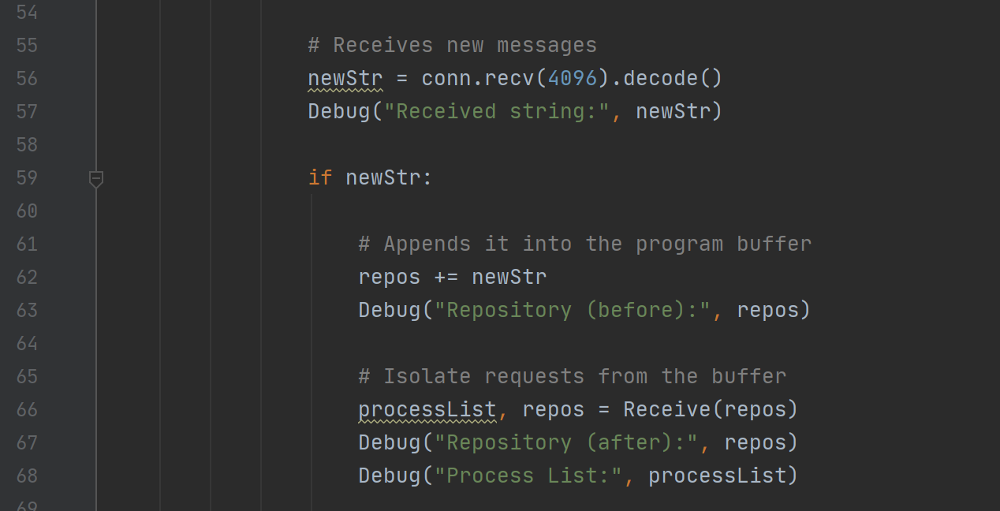 54
55 # Receives new messages
56 newStr = conn.recv(4096).decode()
57 Debug("Received string:", newStr)
58
59 if newStr:
60
61 # Appends it into the program buffer
62 repos += newStr
63 Debug("Repository (before):", repos)
64
65 # Isolate requests from the buffer
66 processList, repos = Receive(repos)
67 Debug("Repository (after):", repos)
68 Debug("Process List:", processList)
69